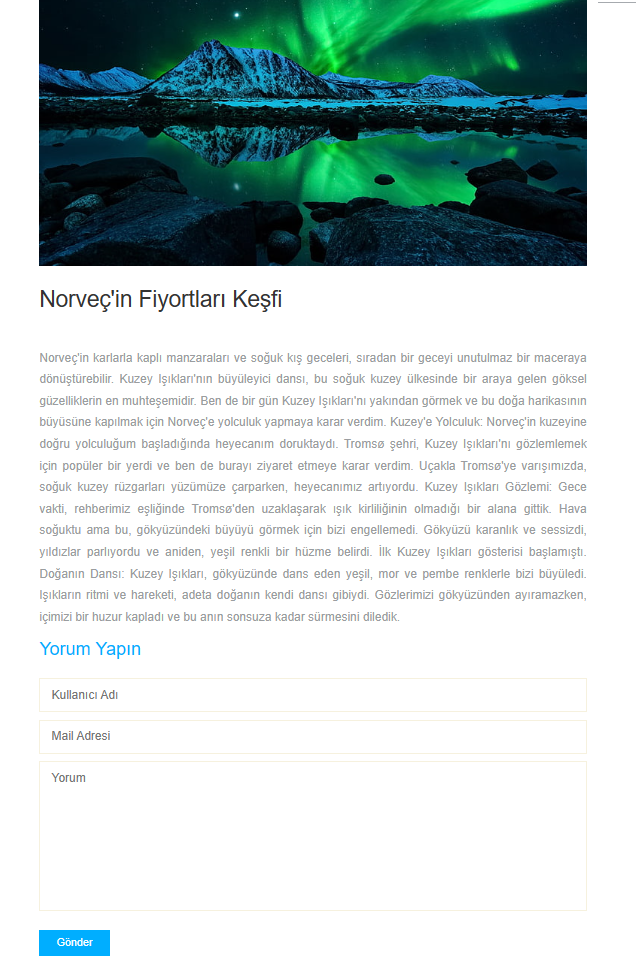 Norveç'in Fiyortları Keşfi
Norveç'in karlarla kaplı manzaraları ve soğuk kış geceleri, sıradan bir geceyi unutulmaz bir maceraya
dönüştürebilir. Kuzey Işıkları'nın büyüleyici dansı, bu soğuk kuzey ülkesinde bir araya gelen göksel
güzelliklerin en muhteşemidir. Ben de bir gün Kuzey Işıkları'nı yakından görmek ve bu doğa harikasının
büyüsüne kapılmak için Norveç'e yolculuk yapmaya karar verdim. Kuzey'e Yolculuk: Norveç'in kuzeyine
doğru yolculuğum başladığında heyecanım doruktaydı. Tromsø şehri, Kuzey Işıkları'nı gözlemlemek
için popüler bir yerdi ve ben de burayı ziyaret etmeye karar verdim. Uçakla Tromsø'ye varışımızda,
soğuk kuzey rüzgarları yüzümüze çarparken, heyecanımız artıyordu. Kuzey Işıkları Gözlemi: Gece
vakti, rehberimiz eşliğinde Tromsø'den uzaklaşarak ışık kirliliğinin olmadığı bir alana gittik. Hava
soğuktu ama bu, gökyüzündeki büyüyü görmek için bizi engellemedi. Gökyüzü karanlık ve sessizdi,
yıldızlar parlıyordu ve aniden, yeşil renkli bir hüzme belirdi. İlk Kuzey Işıkları gösterisi başlamıştı.
Doğanın Dansı: Kuzey Işıkları, gökyüzünde dans eden yeşil, mor ve pembe renklerle bizi büyüledi.
Işıkların ritmi ve hareketi, adeta doğanın kendi dansı gibiydi. Gözlerimizi gökyüzünden ayıramazken,
içimizi bir huzur kapladı ve bu anın sonsuza kadar sürmesini diledik.
Yorum Yapın
Kullanıcı Adı
Mail Adresi
Yorum
Gönder